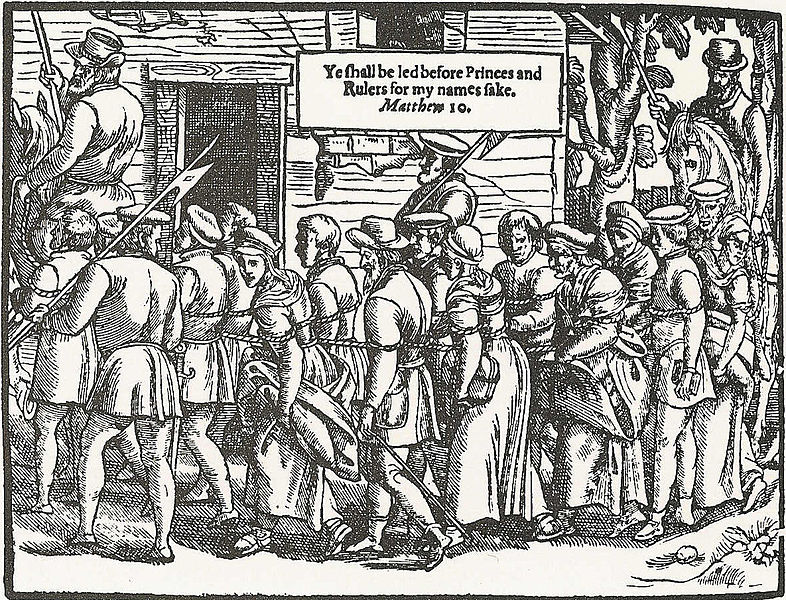 Ye ſhall be led before Princes and
Rulers for my names ſake.
Matthew 10.